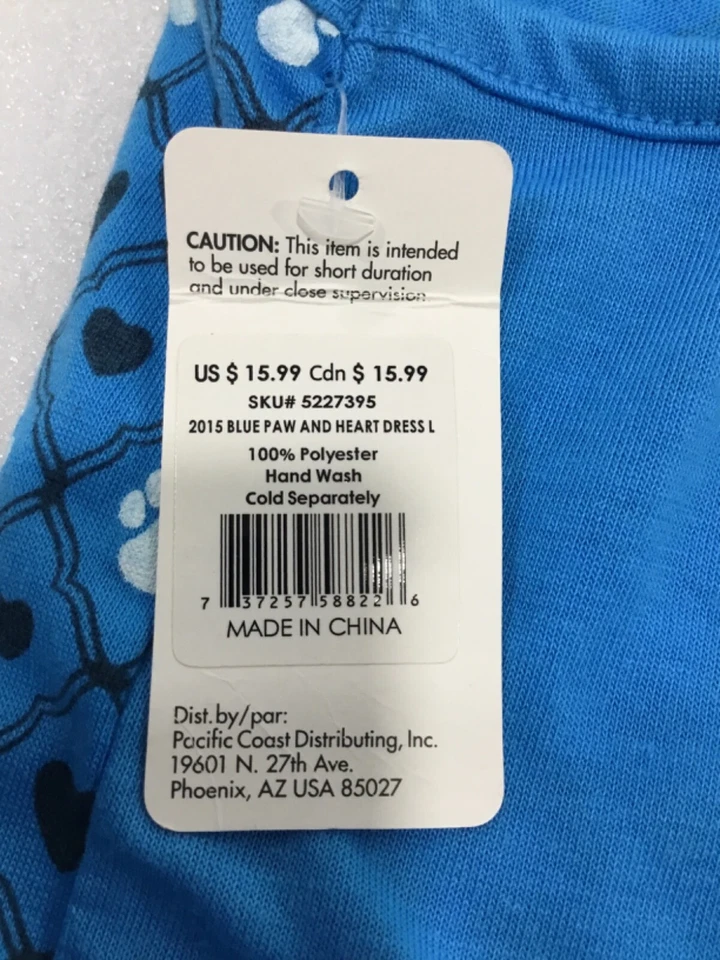 CAUTION: This item is intended
to be used for short duration
and under close supervision.
US $ 15.99 Cdn $ 15.99
SKU# 5227395
2015 BLUE PAW AND HEART DRESS L
100% Polyester
Hand Wash
Cold Separately
7 37257 58822 6
MADE IN CHINA
Dist. by/par:
Pacific Coast Distributing, Inc.
19601 N. 27th Ave.
Phoenix, AZ USA 85027